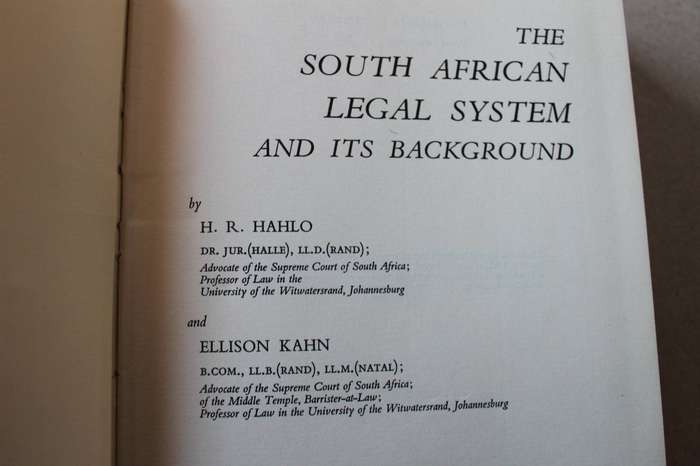 THE
SOUTH AFRICAN
LEGAL SYSTEM
AND ITS BACKGROUND
by
H. R. HAHLO
DR. JUR.(HALLE), LL.D.(RAND);
Advocate of the Supreme Court of South Africa;
Professor of Law in the
University of the Witwatersrand, Johannesburg
and
ELLISON KAHN
B.COM., LL.B.(RAND), LL.M.(NATAL);
Advocate of the Supreme Court of South Africa;
of the Middle Temple, Barrister-at-Law;
Professor of Law in the University of the Witwatersrand, Johannesburg